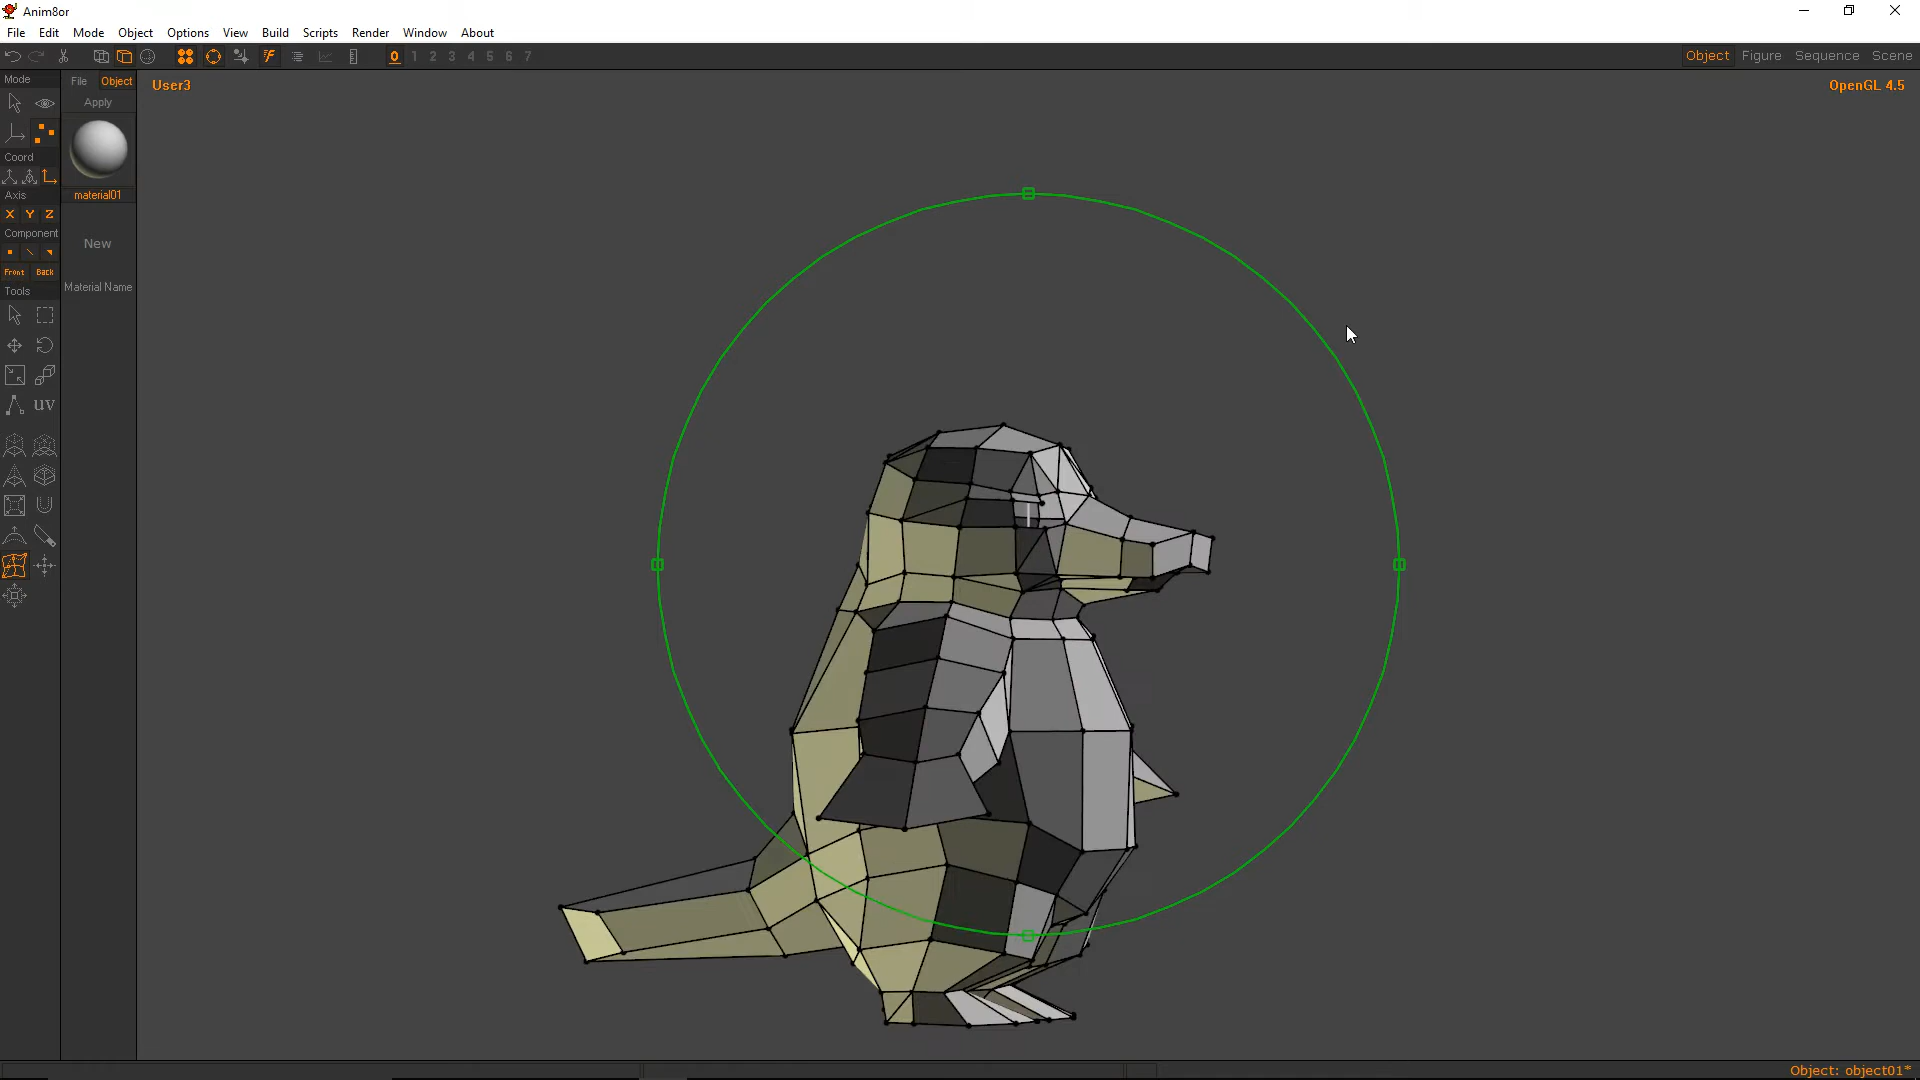 Anim8or
File Edit Mode Object Options View Build Scripts Render Window About
0 1 2 3 4 5 6 7
Object Figure Sequence Scene
Mode
File Object
User3
OpenGL 4.5
Apply
Coord
Axis
material01
X Y Z
Component
New
Front Back
Material Name
Tools
UV
Object: object01*